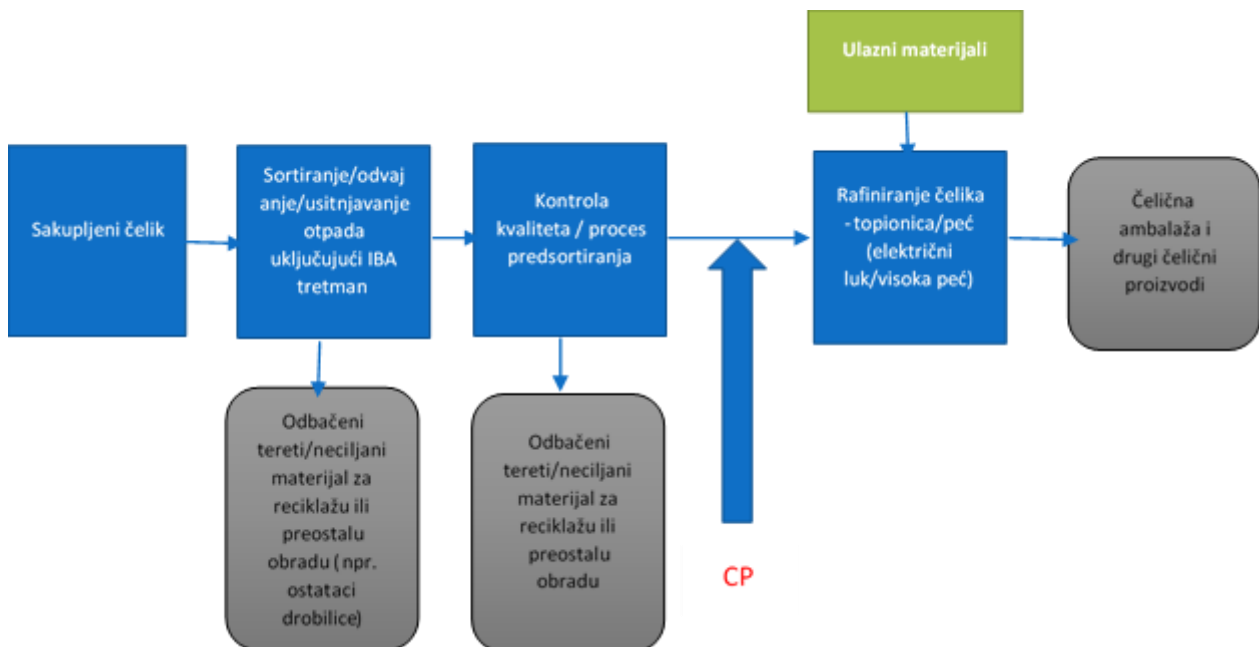 Ulazni materijali
Sakupljeni čelik
Sortiranje/odvaj
anje/usitnjavanje
otpada
uključujući IBA
tretman
Kontrola
kvaliteta / proces
predsortiranja
Rafiniranje čelika
- topionica/peć
(električni
luk/visoka peć)
Čelična
ambalaža i
drugi čelični
proizvodi
Odbačeni
tereti/neciljani
materijal za
reciklažu ili
preostalu
obradu ( npr.
ostataci
drobilice)
Odbačeni
tereti/neciljani
materijal za
reciklažu ili
preostalu
obradu
CP